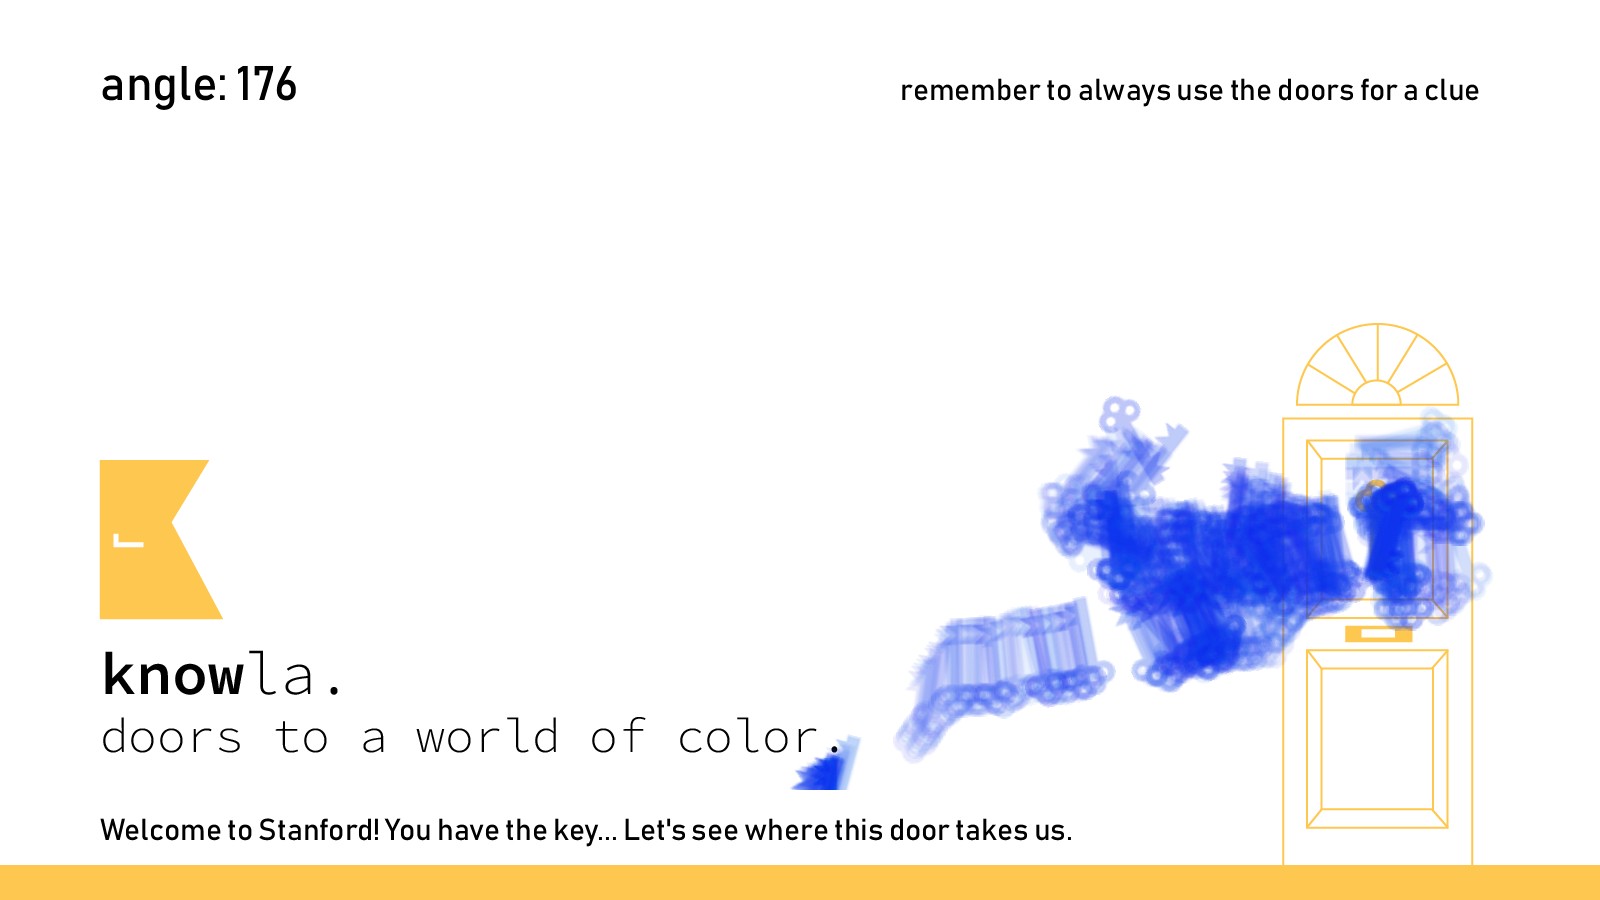 angle: 176
remember to always use the doors for a clue
knowla.
doors to a world of color.
Welcome to Stanford! You have the key... Let's see where this door takes us.